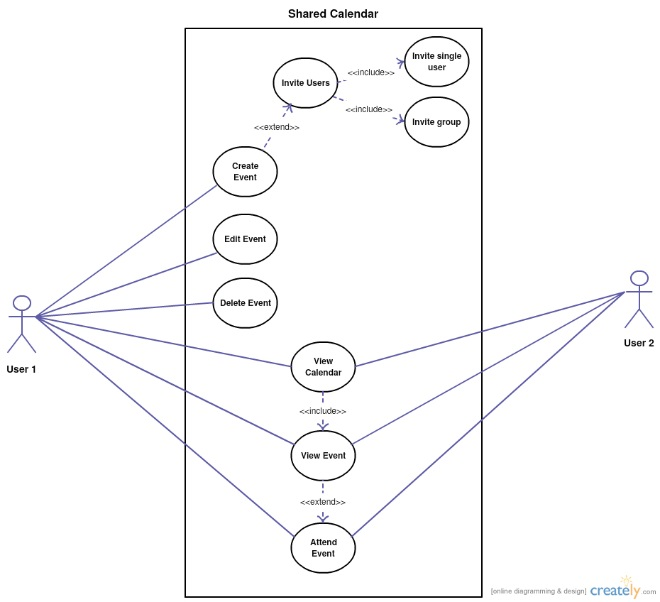 Shared Calendar
Invite single
user
<<include>>
Invite Users
<<include>>
Invite group
<<extend>>
Create
Event
Edit Event
Delete Event
User 1
User 2
View
Calendar
<<include>>
View Event
<<extend>>
Attend
Event
[online diagramming & design] creately.com